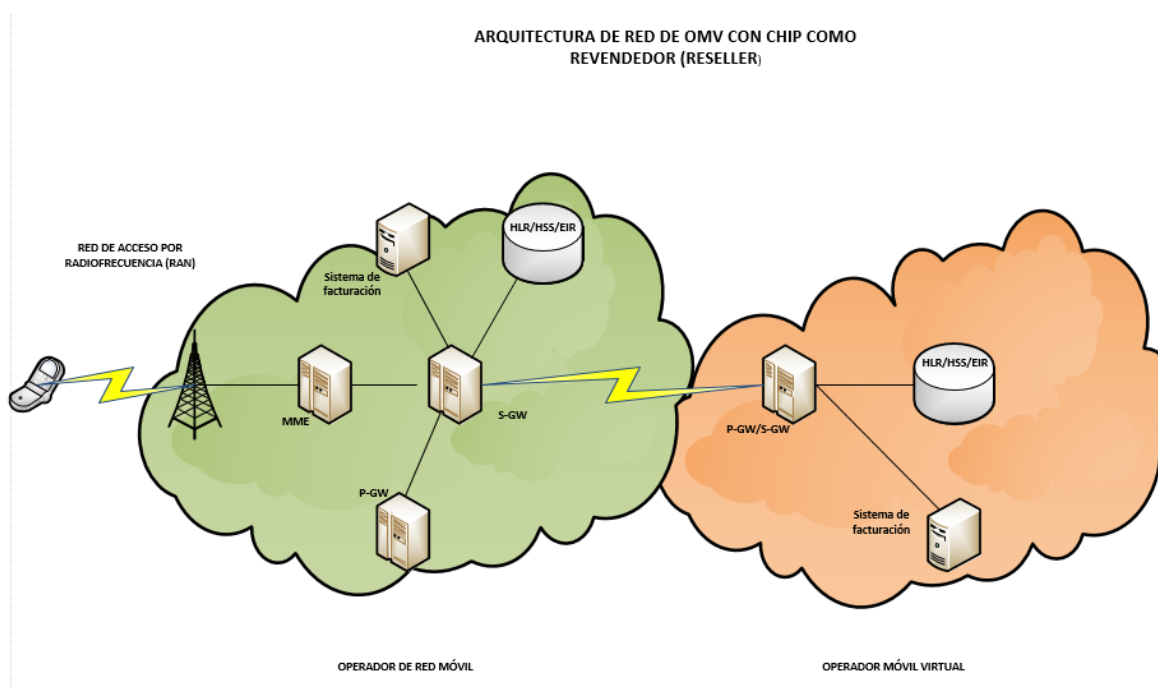 ARQUITECTURA DE RED DE OMV CON CHIP COMO
REVENDEDOR (RESELLER)
RED DE ACCESO POR
RADIOFRECUENCIA (RAN)
Sistema de
facturación
HLR/HSS/EIR
MME
S-GW
P-GW
P-GW/S-GW
HLR/HSS/EIR
Sistema de
facturación
OPERADOR DE RED MÓVIL
OPERADOR MÓVIL VIRTUAL